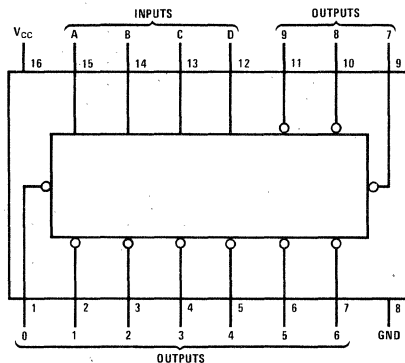 INPUTS OUTPUTS
VCC A B C D 9 8 7
16 15 14 13 12 11 10 9
1 2 3 4 5 6 7 8
0 1 2 3 4 5 6 GND
OUTPUTS